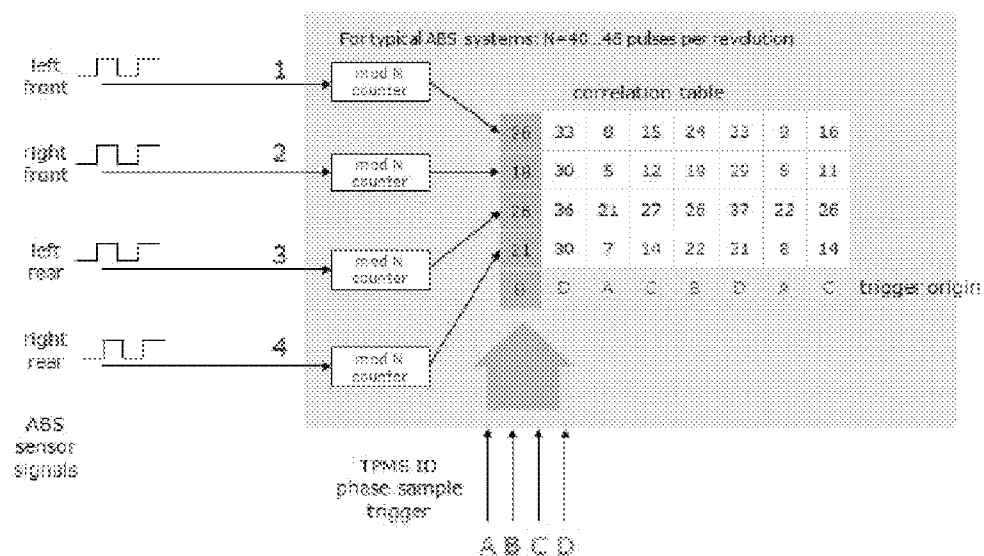 For typical ABS systems: N=40..48 pulses per revolution
left front
1
mod N counter
correlation table
right front
2
mod N counter
left rear
3
mod N counter
right rear
4
mod N counter
33 8 15 24 33 9 16
30 5 12 19 29 11
36 21 27 26 37 22 26
30 7 14 22 31 8 14
D A C B D A C
trigger origin
ABS sensor signals
TPMS ID phase sample trigger
A B C D